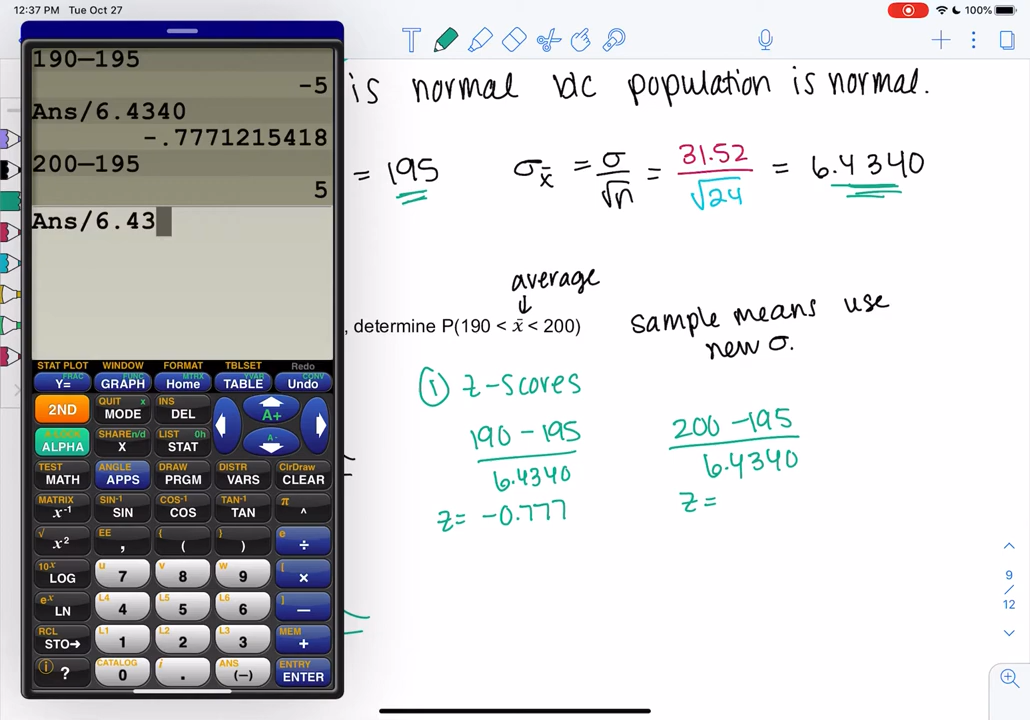 12:37 PM Tue Oct 27
100%
190—195
-5
Ans/6.4340
-.7771215418
200—195
5
Ans/6.43
is normal b/c population is normal.
= 195
σx̄ = σ/√n = 31.52/√24 = 6.4340
average
↓
, determine P(190 < x̄ < 200)
sample means use
new σ.
① z-scores
190 - 195
6.4340
z= -0.777
200 - 195
6.4340
z =
9
/
12
STAT PLOT WINDOW FORMAT TBLSET Redo
Y= GRAPH Home TABLE Undo
QUIT x INS
2ND MODE DEL A+
A-
SHARE n/d LIST 0h
ALPHA X STAT
TEST ANGLE DRAW DISTR ClrDraw
MATH APPS PRGM VARS CLEAR
MATRIX SIN⁻¹ COS⁻¹ TAN⁻¹ π
x⁻¹ SIN COS TAN ^
√ EE { } e
x² , ( ) ÷
10ˣ u v w [
LOG 7 8 9 ×
eˣ L4 L5 L6 ]
LN 4 5 6 —
RCL L1 L2 L3 MEM
STO→ 1 2 3 +
CATALOG i ANS ENTRY
? 0 . (—) ENTER